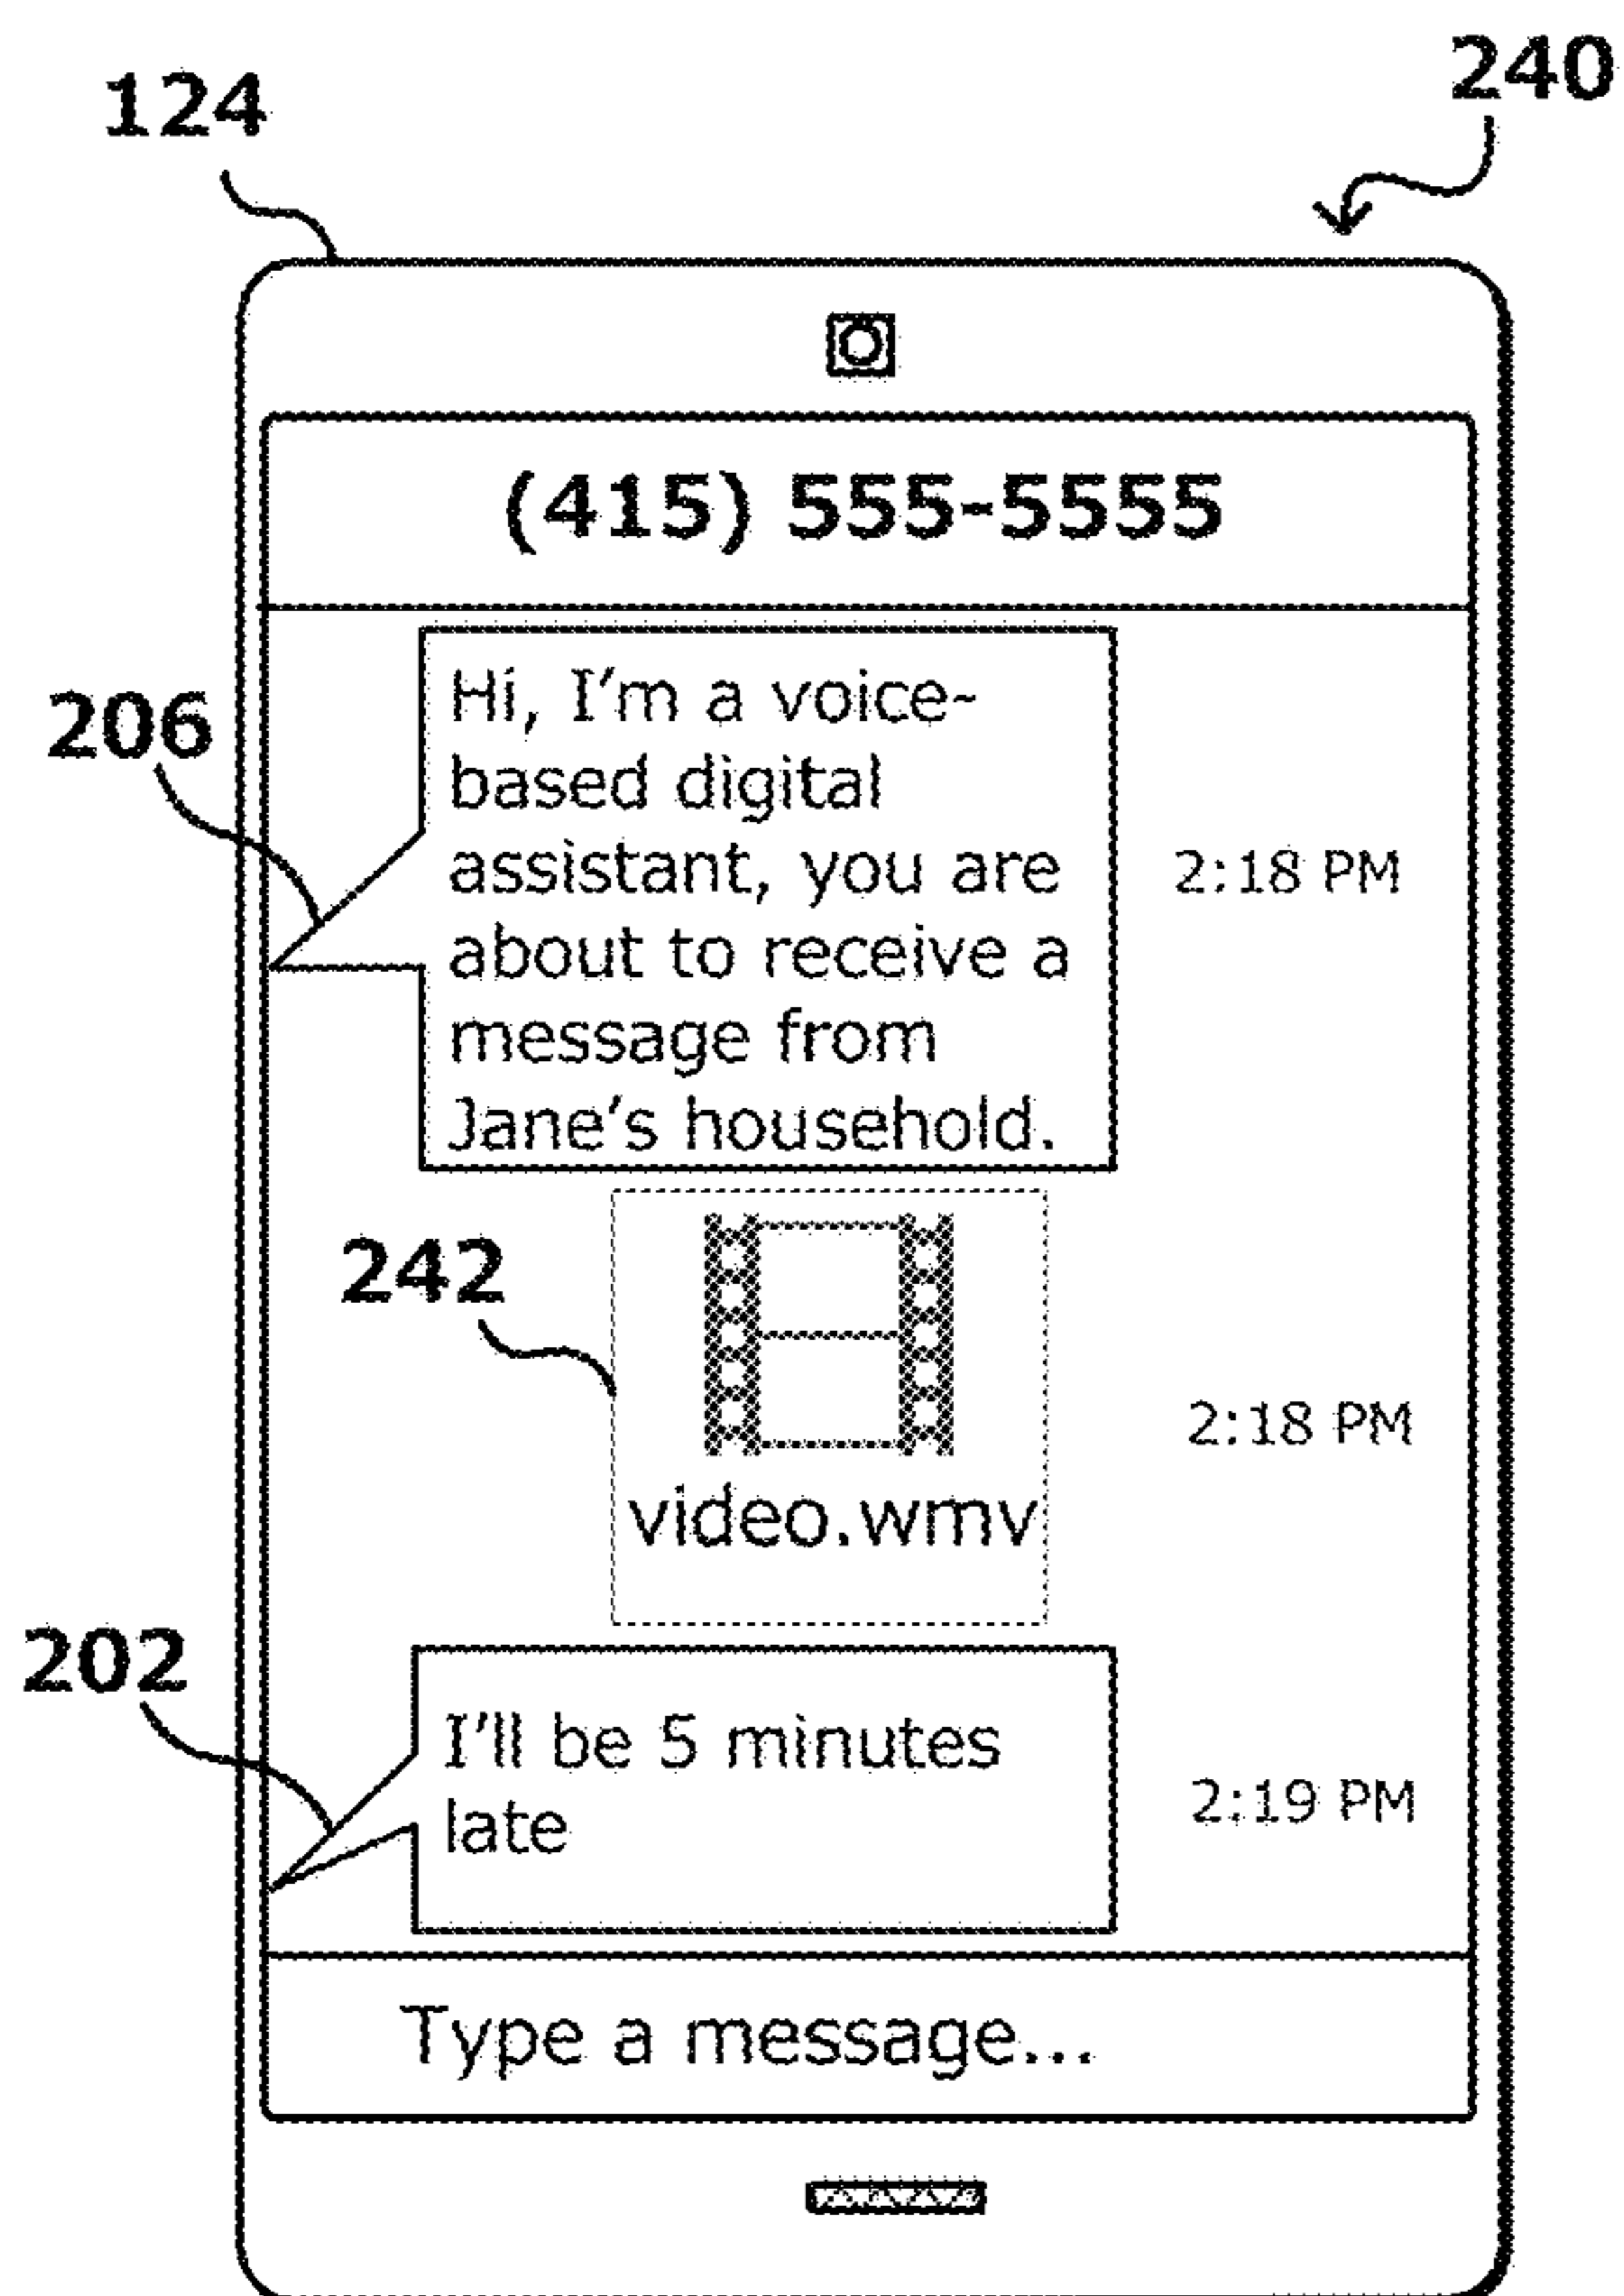 240
124
(415) 555-5555
206
Hi, I'm a voice-
based digital
assistant, you are
about to receive a
message from
Jane's household.
2:18 PM
242
video.wmv
2:18 PM
202
I'll be 5 minutes
late
2:19 PM
Type a message...